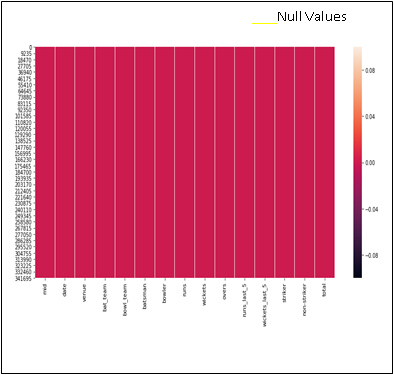 Null Values
0
9235
18470
27705
36940
46175
55410
64645
73880
83115
92350
101585
110820
120055
129290
138525
147760
156995
166230
175465
184700
193935
203170
212405
221640
230875
240110
249345
258580
267815
277050
286285
295520
304755
313990
323225
332460
341695
mid
date
venue
bat_team
bowl_team
batsman
bowler
runs
wickets
overs
runs_last_5
wickets_last_5
striker
non-striker
total
0.08
0.04
0.00
−0.04
−0.08